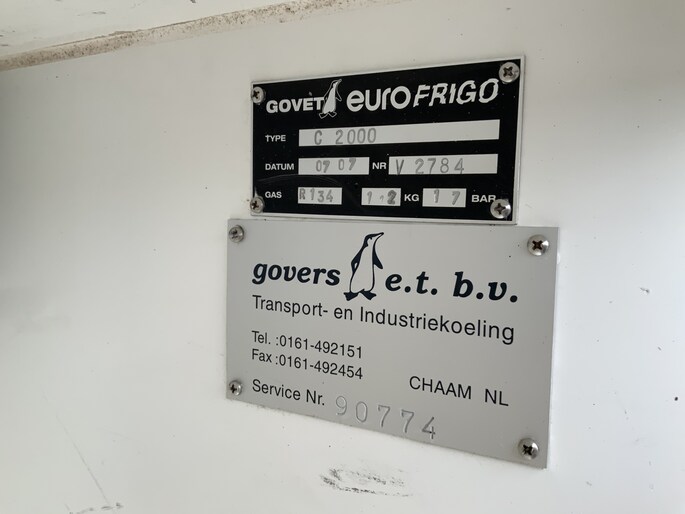 GOVET euroFRIGO
TYPE C 2000
DATUM 07 07 NR V 2784
GAS R134 1.2 KG 17 BAR
govers e.t. b.v.
Transport- en Industriekoeling
Tel. :0161-492151
Fax :0161-492454
CHAAM NL
Service Nr. 90774